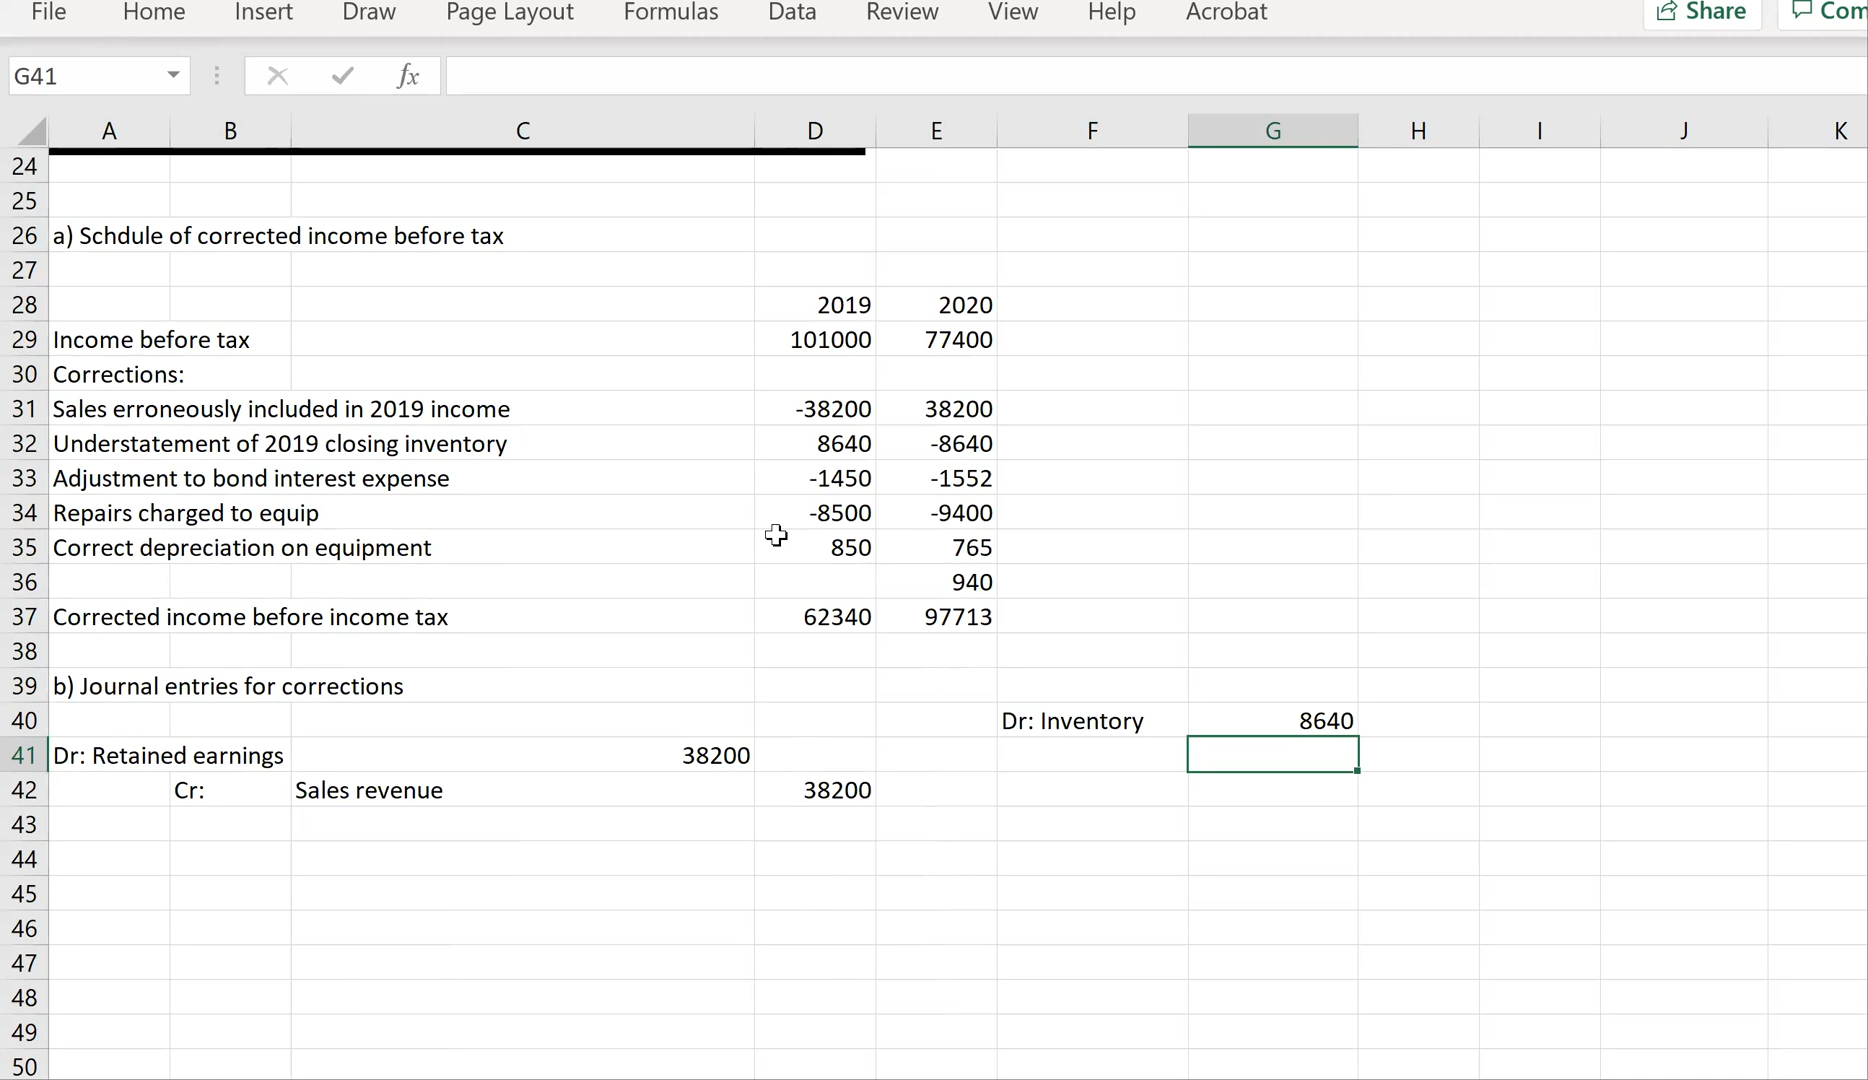 File Home Insert Draw Page Layout Formulas Data Review View Help Acrobat Share Com
G41 fx
A B C D E F G H I J K
24
25
26 a) Schdule of corrected income before tax
27
28 2019 2020
29 Income before tax 101000 77400
30 Corrections:
31 Sales erroneously included in 2019 income -38200 38200
32 Understatement of 2019 closing inventory 8640 -8640
33 Adjustment to bond interest expense -1450 -1552
34 Repairs charged to equip -8500 -9400
35 Correct depreciation on equipment 850 765
36 940
37 Corrected income before income tax 62340 97713
38
39 b) Journal entries for corrections
40 Dr: Inventory 8640
41 Dr: Retained earnings 38200
42 Cr: Sales revenue 38200
43
44
45
46
47
48
49
50